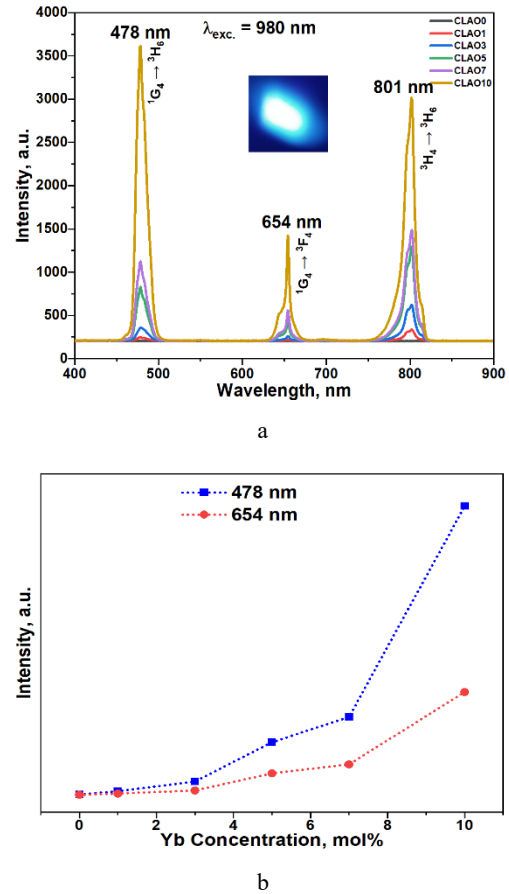 478 nm
λexc. = 980 nm
CLAO0
CLAO1
CLAO3
CLAO5
CLAO7
CLAO10
¹G₄ → ³H₆
654 nm
¹G₄ → ³F₄
801 nm
³H₄ → ³H₆
Intensity, a.u.
4000
3500
3000
2500
2000
1500
1000
500
0
400 500 600 700 800 900
Wavelength, nm
a
478 nm
654 nm
Intensity, a.u.
0 2 4 6 8 10
Yb Concentration, mol%
b